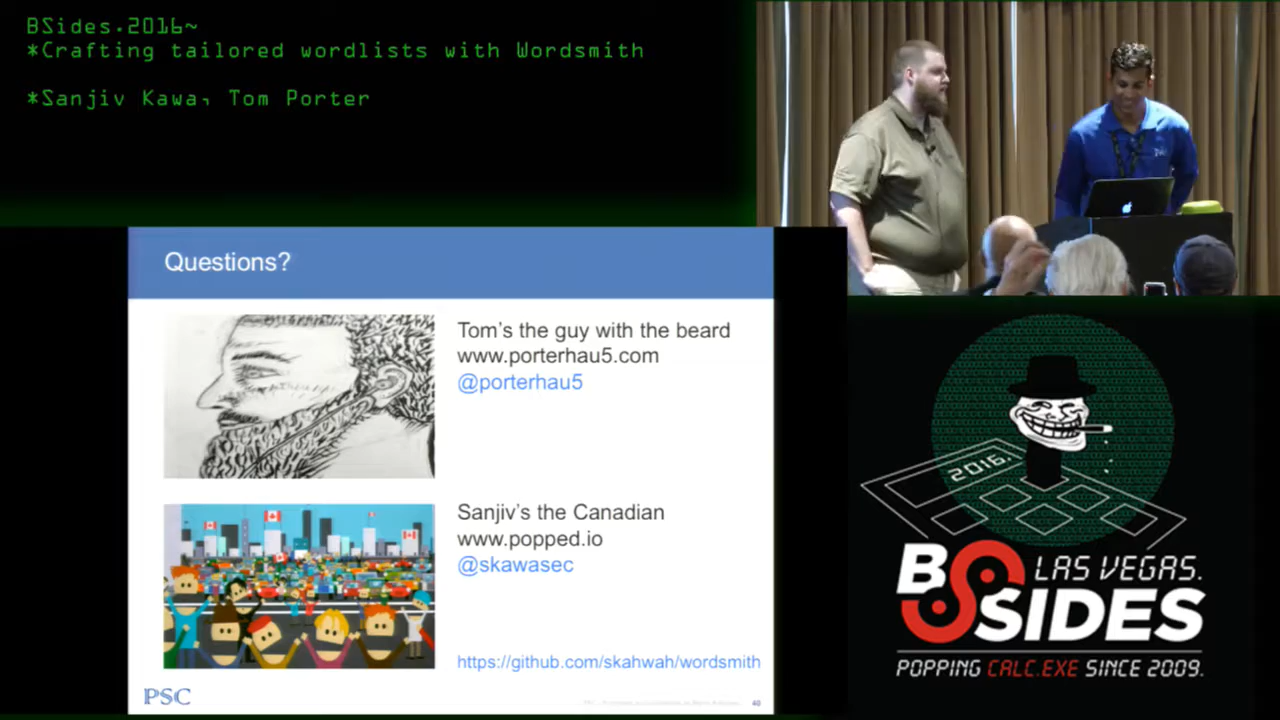 BSides.2016~
*Crafting tailored wordlists with Wordsmith
*Sanjiv Kawa, Tom Porter
Questions?
Tom's the guy with the beard
www.porterhau5.com
@porterhau5
Sanjiv's the Canadian
www.popped.io
@skawasec
https://github.com/skahwah/wordsmith
PSC
40
PSC
2016.
BSIDES
LAS VEGAS.
POPPING CALC.EXE SINCE 2009.